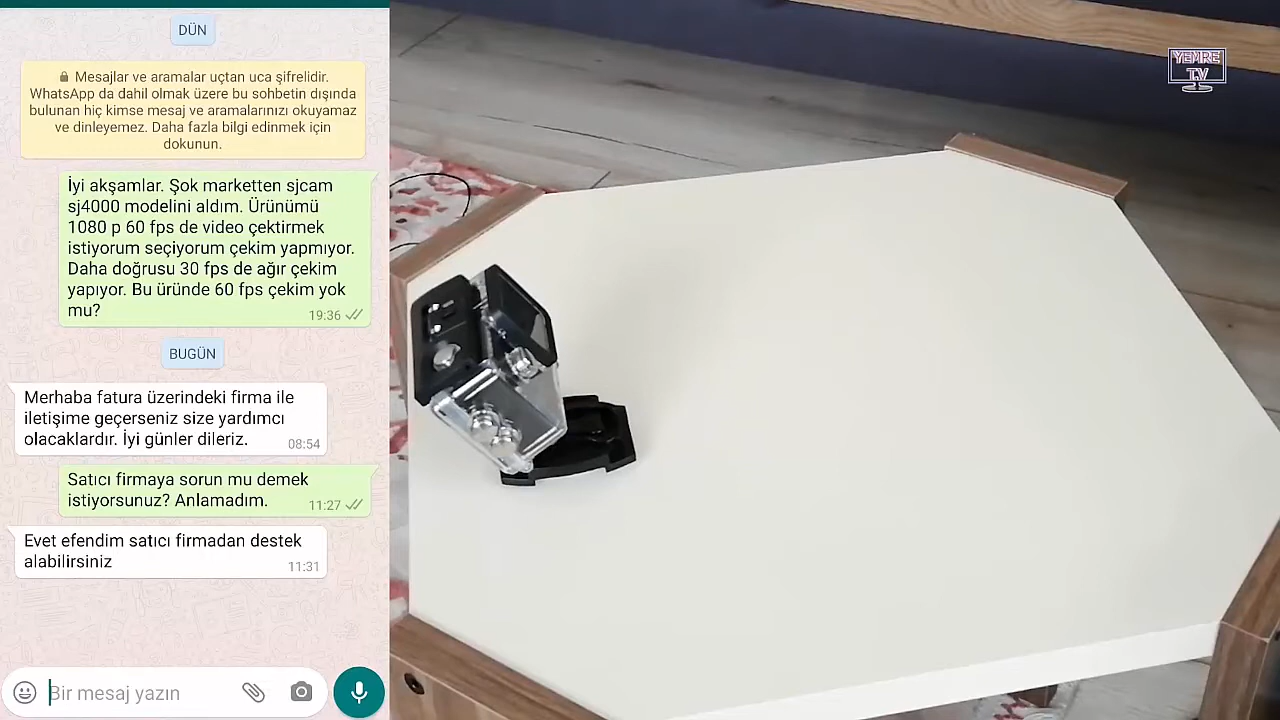 DÜN
Mesajlar ve aramalar uçtan uca şifrelidir.
WhatsApp da dahil olmak üzere bu sohbetin dışında
bulunan hiç kimse mesaj ve aramalarınızı okuyamaz
ve dinleyemez. Daha fazla bilgi edinmek için
dokunun.
İyi akşamlar. Şok marketten sjcam
sj4000 modelini aldım. Ürünümü
1080 p 60 fps de video çektirmek
istiyorum seçiyorum çekim yapmıyor.
Daha doğrusu 30 fps de ağır çekim
yapıyor. Bu üründe 60 fps çekim yok
mu?
19:36
BUGÜN
Merhaba fatura üzerindeki firma ile
iletişime geçerseniz size yardımcı
olacaklardır. İyi günler dileriz.
08:54
Satıcı firmaya sorun mu demek
istiyorsunuz? Anlamadım.
11:27
Evet efendim satıcı firmadan destek
alabilirsiniz
11:31
Bir mesaj yazın
YEMRE
TV